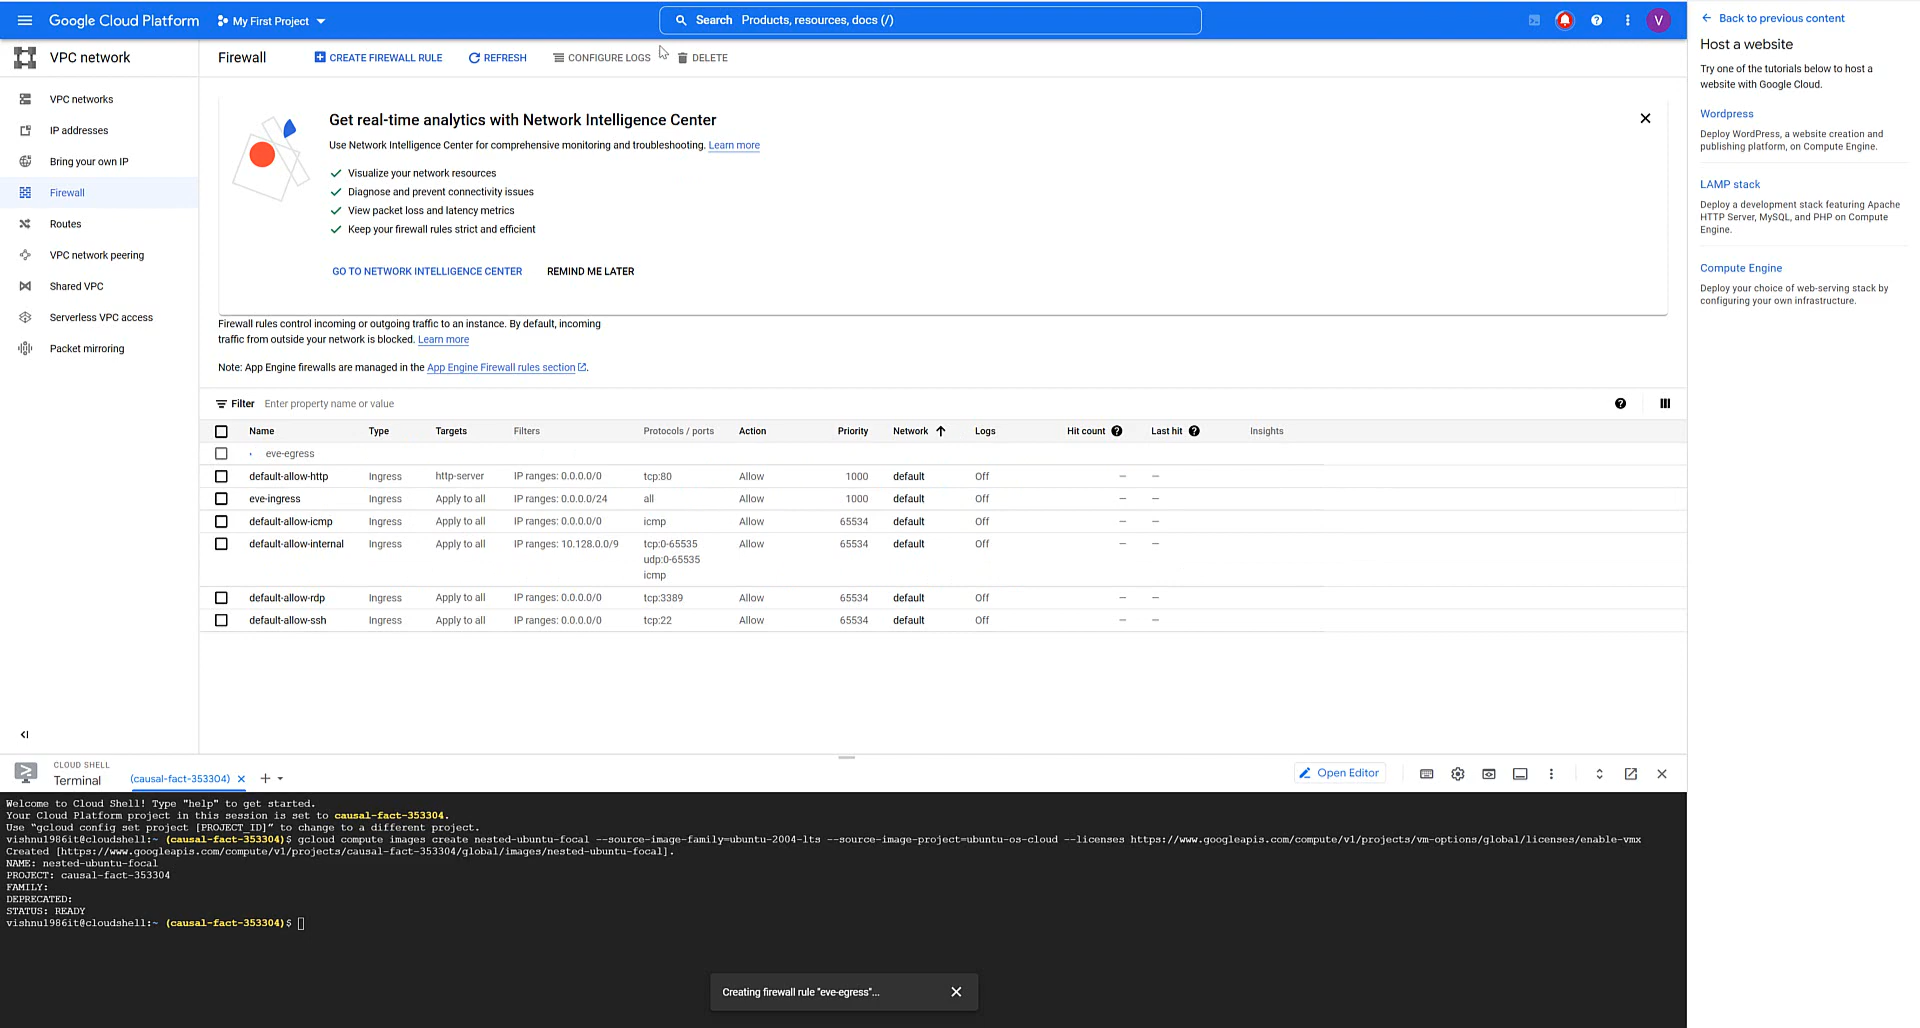 Google Cloud Platform
My First Project
Search Products, resources, docs (/)
V
VPC network
VPC networks
IP addresses
Bring your own IP
Firewall
Routes
VPC network peering
Shared VPC
Serverless VPC access
Packet mirroring
Firewall
CREATE FIREWALL RULE
REFRESH
CONFIGURE LOGS
DELETE
Get real-time analytics with Network Intelligence Center
Use Network Intelligence Center for comprehensive monitoring and troubleshooting. Learn more
Visualize your network resources
Diagnose and prevent connectivity issues
View packet loss and latency metrics
Keep your firewall rules strict and efficient
GO TO NETWORK INTELLIGENCE CENTER REMIND ME LATER
Firewall rules control incoming or outgoing traffic to an instance. By default, incoming
traffic from outside your network is blocked. Learn more
Note: App Engine firewalls are managed in the App Engine Firewall rules section.
Filter Enter property name or value
Name Type Targets Filters Protocols / ports Action Priority Network Logs Hit count Last hit Insights
eve-egress
default-allow-http Ingress http-server IP ranges: 0.0.0.0/0 tcp:80 Allow 1000 default Off — —
eve-ingress Ingress Apply to all IP ranges: 0.0.0.0/24 all Allow 1000 default Off — —
default-allow-icmp Ingress Apply to all IP ranges: 0.0.0.0/0 icmp Allow 65534 default Off — —
default-allow-internal Ingress Apply to all IP ranges: 10.128.0.0/9 tcp:0-65535 Allow 65534 default Off — —
udp:0-65535
icmp
default-allow-rdp Ingress Apply to all IP ranges: 0.0.0.0/0 tcp:3389 Allow 65534 default Off — —
default-allow-ssh Ingress Apply to all IP ranges: 0.0.0.0/0 tcp:22 Allow 65534 default Off — —
CLOUD SHELL
Terminal
(causal-fact-353304)
Open Editor
Welcome to Cloud Shell! Type "help" to get started.
Your Cloud Platform project in this session is set to causal-fact-353304.
Use “gcloud config set project [PROJECT_ID]” to change to a different project.
vishnu1986it@cloudshell:~ (causal-fact-353304)$ gcloud compute images create nested-ubuntu-focal --source-image-family=ubuntu-2004-lts --source-image-project=ubuntu-os-cloud --licenses https://www.googleapis.com/compute/v1/projects/vm-options/global/licenses/enable-vmx
Created [https://www.googleapis.com/compute/v1/projects/causal-fact-353304/global/images/nested-ubuntu-focal].
NAME: nested-ubuntu-focal
PROJECT: causal-fact-353304
FAMILY:
DEPRECATED:
STATUS: READY
vishnu1986it@cloudshell:~ (causal-fact-353304)$
Creating firewall rule "eve-egress"...
Back to previous content
Host a website
Try one of the tutorials below to host a
website with Google Cloud.
Wordpress
Deploy WordPress, a website creation and
publishing platform, on Compute Engine.
LAMP stack
Deploy a development stack featuring Apache
HTTP Server, MySQL, and PHP on Compute
Engine.
Compute Engine
Deploy your choice of web-serving stack by
configuring your own infrastructure.